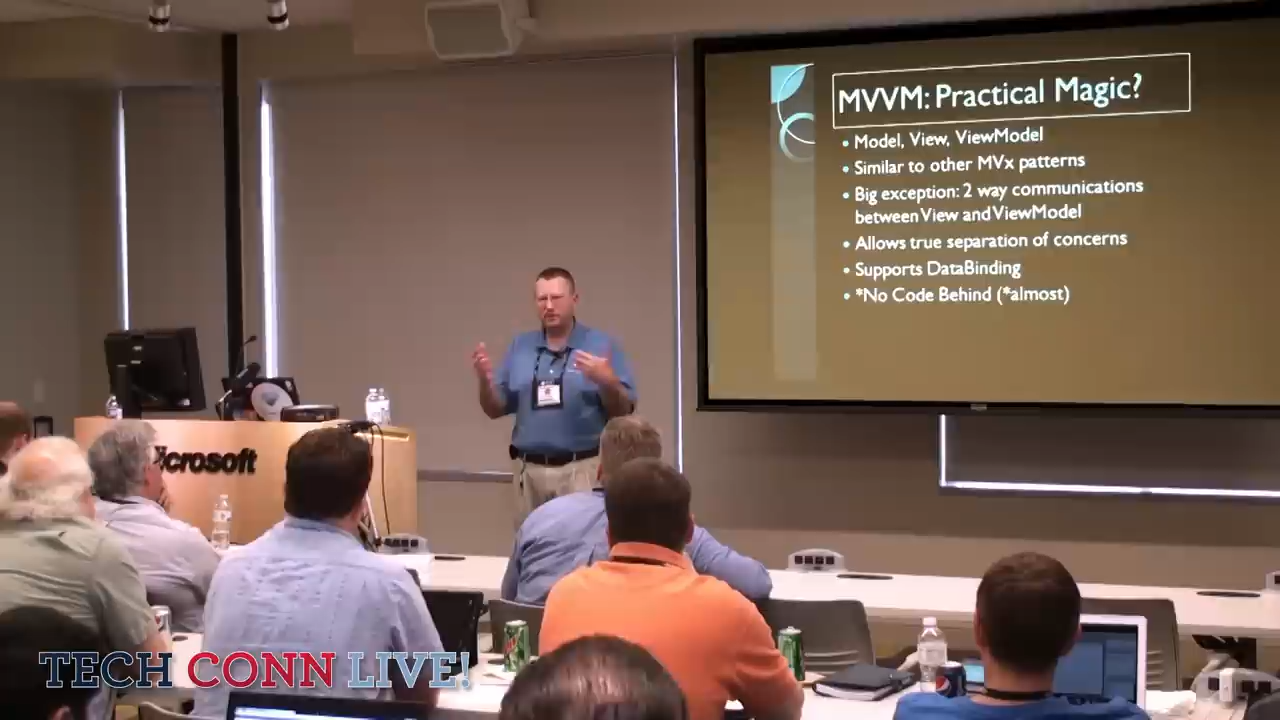 MVVM: Practical Magic?
• Model, View, ViewModel
• Similar to other MVx patterns
• Big exception: 2 way communications
between View and ViewModel
• Allows true separation of concerns
• Supports DataBinding
• *No Code Behind (*almost)
icrosoft
TECH CONN LIVE!